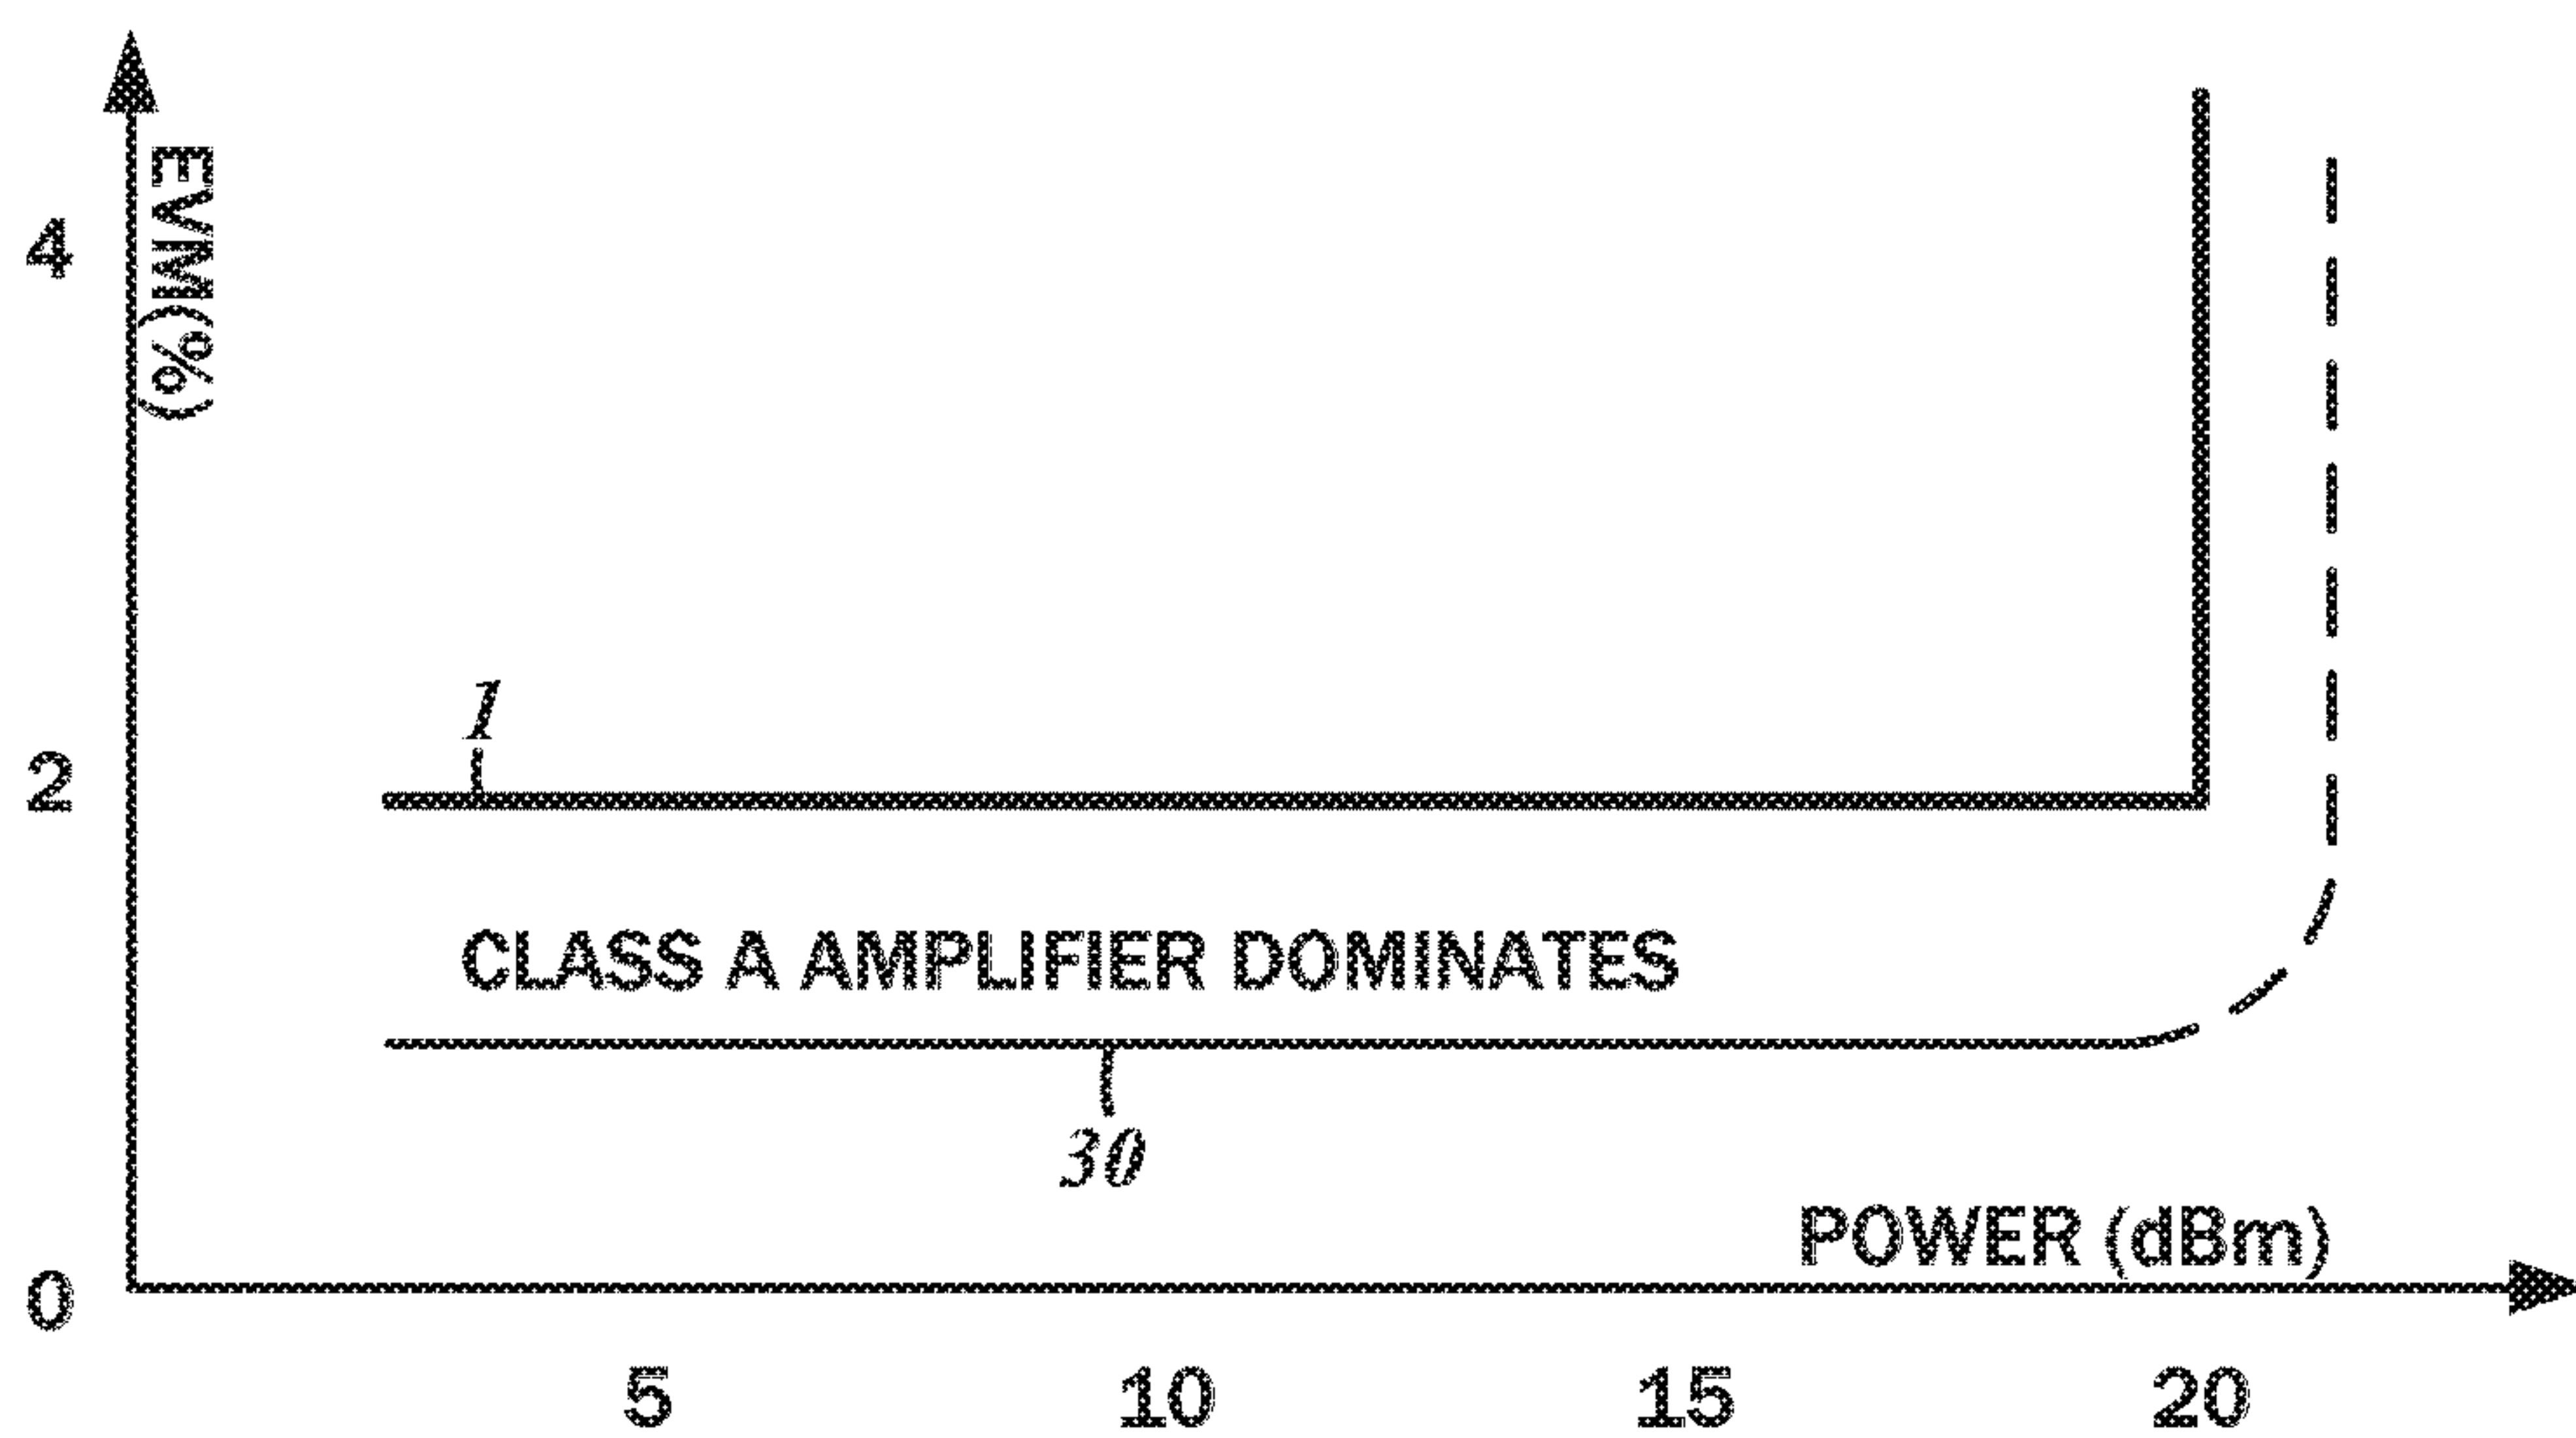 EVM(%)
4
1
2
CLASS A AMPLIFIER DOMINATES
30
POWER (dBm)
0
5 10 15 20